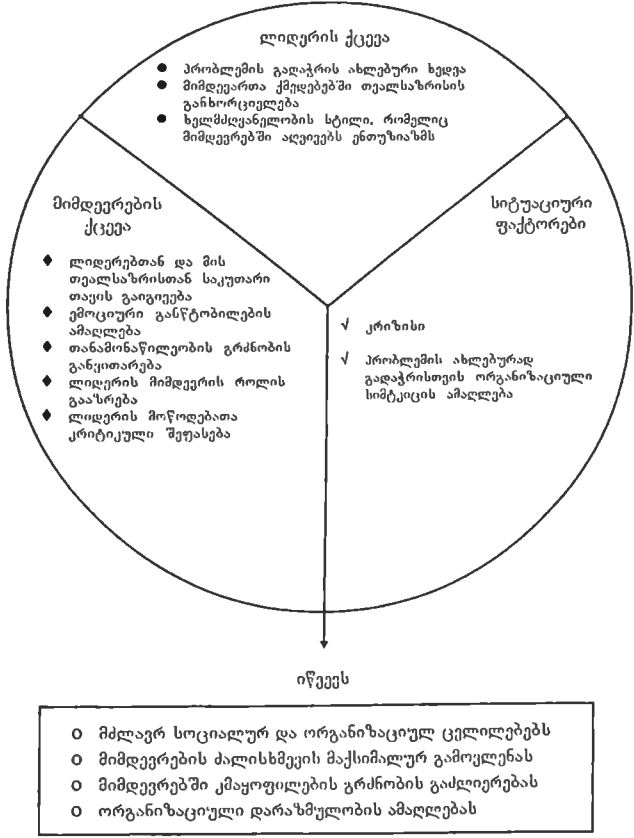 ლიდერის ქცევა
• პრობლემის გადაჭრის ახლებური ხედვა
• მიმდევართა ქმედებებში თვალსაზრისის
განხორციელება
• ხელმძღვანელობის სტილი, რომელიც
მიმდევრებში აღვივებს ენთუზიაზმს
მიმდევრების
ქცევა
♦ ლიდერებთან და მის
თვალსაზრისთან საკუთარი
თავის გაიგივება
♦ ემოციური განწყობილების
ამაღლება
♦ თანამონაწილეობის გრძნობის
განვითარება
♦ ლიდერის მიმდევრის როლის
გააზრება
♦ ლიდერის მოწოდებათა
კრიტიკული შეფასება
სიტუაციური
ფაქტორები
√ კრიზისი
√ პრობლემის ახლებურად
გადაჭრისთვის ორგანიზაციული
სიმტკიცის ამაღლება
იწვევს
o მძლავრ სოციალურ და ორგანიზაციულ ცვლილებებს
o მიმდევრების ძალისხმევის მაქსიმალურ გამოვლენას
o მიმდევრებში კმაყოფილების გრძნობის გაძლიერებას
o ორგანიზაციული დარაზმულობის ამაღლებას